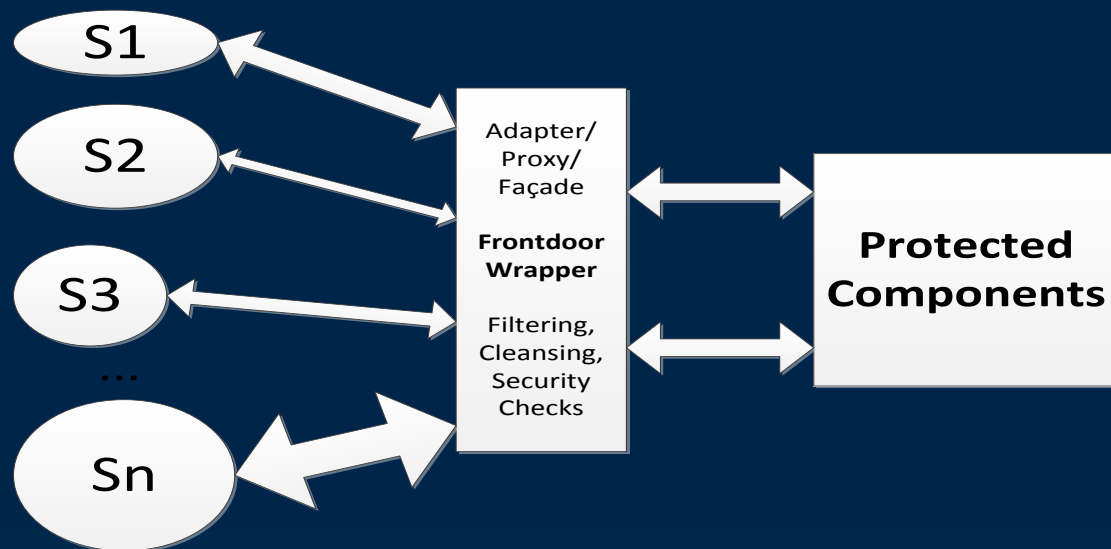 S1
S2
S3
...
Sn
Adapter/
Proxy/
Façade
Frontdoor
Wrapper
Filtering,
Cleansing,
Security
Checks
Protected
Components